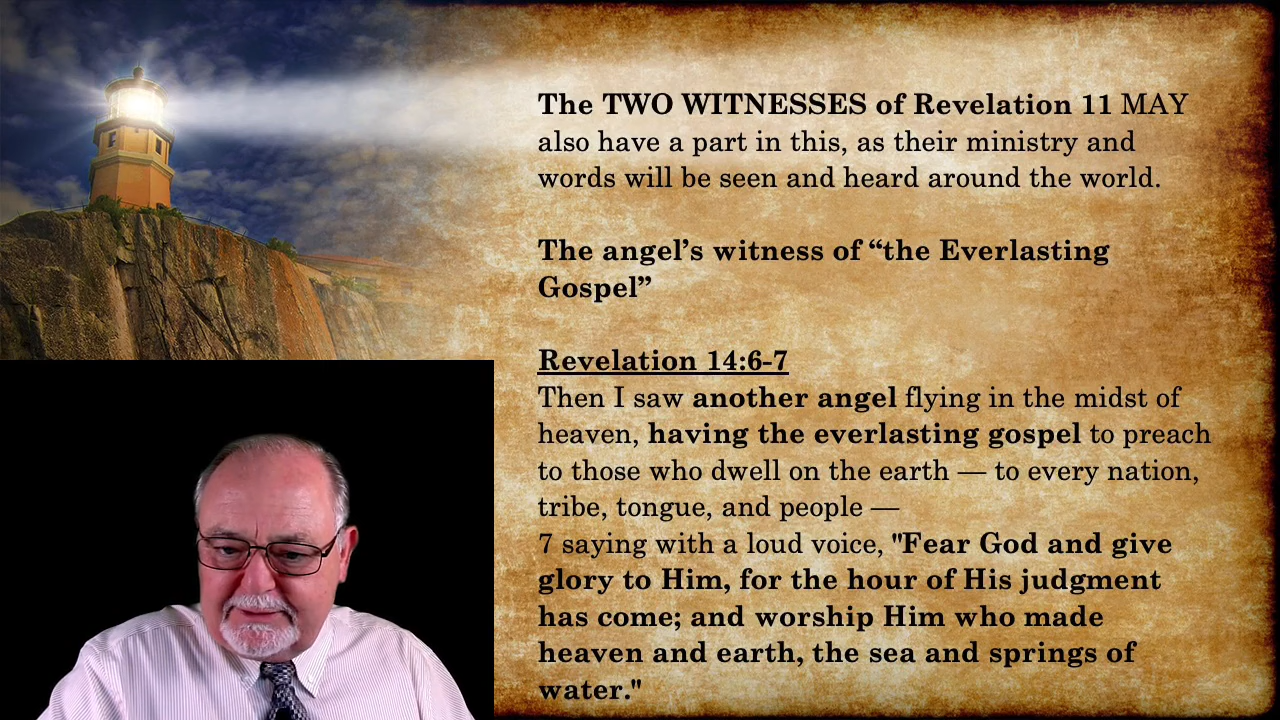 The TWO WITNESSES of Revelation 11 MAY
also have a part in this, as their ministry and
words will be seen and heard around the world.
The angel’s witness of “the Everlasting
Gospel”
Revelation 14:6-7
Then I saw another angel flying in the midst of
heaven, having the everlasting gospel to preach
to those who dwell on the earth — to every nation,
tribe, tongue, and people —
7 saying with a loud voice, "Fear God and give
glory to Him, for the hour of His judgment
has come; and worship Him who made
heaven and earth, the sea and springs of
water."